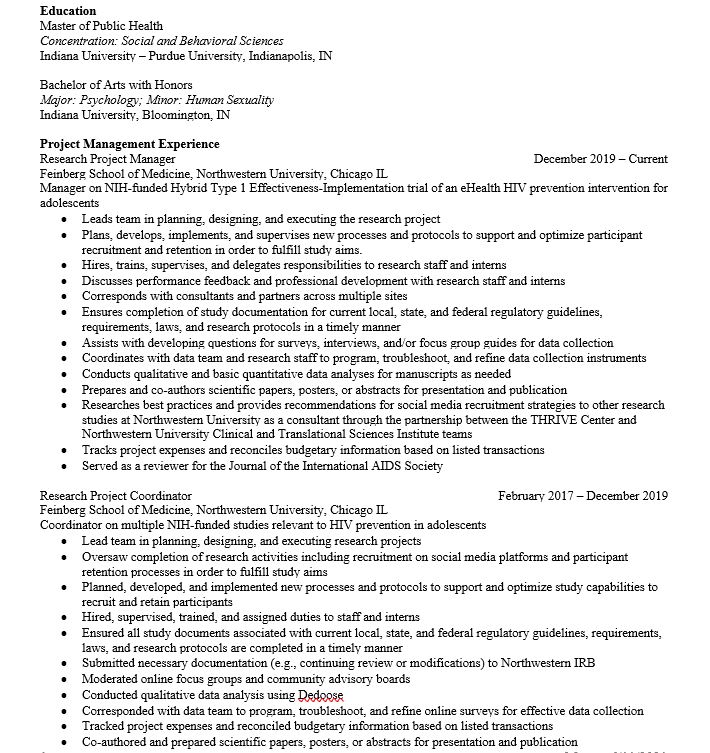 Education
Master of Public Health
Concentration: Social and Behavioral Sciences
Indiana University – Purdue University, Indianapolis, IN
Bachelor of Arts with Honors
Major: Psychology; Minor: Human Sexuality
Indiana University, Bloomington, IN
Project Management Experience
Research Project Manager December 2019 – Current
Feinberg School of Medicine, Northwestern University, Chicago IL
Manager on NIH-funded Hybrid Type 1 Effectiveness-Implementation trial of an eHealth HIV prevention intervention for
adolescents
• Leads team in planning, designing, and executing the research project
• Plans, develops, implements, and supervises new processes and protocols to support and optimize participant
recruitment and retention in order to fulfill study aims.
• Hires, trains, supervises, and delegates responsibilities to research staff and interns
• Discusses performance feedback and professional development with research staff and interns
• Corresponds with consultants and partners across multiple sites
• Ensures completion of study documentation for current local, state, and federal regulatory guidelines,
requirements, laws, and research protocols in a timely manner
• Assists with developing questions for surveys, interviews, and/or focus group guides for data collection
• Coordinates with data team and research staff to program, troubleshoot, and refine data collection instruments
• Conducts qualitative and basic quantitative data analyses for manuscripts as needed
• Prepares and co-authors scientific papers, posters, or abstracts for presentation and publication
• Researches best practices and provides recommendations for social media recruitment strategies to other research
studies at Northwestern University as a consultant through the partnership between the THRIVE Center and
Northwestern University Clinical and Translational Sciences Institute teams
• Tracks project expenses and reconciles budgetary information based on listed transactions
• Served as a reviewer for the Journal of the International AIDS Society
Research Project Coordinator February 2017 – December 2019
Feinberg School of Medicine, Northwestern University, Chicago IL
Coordinator on multiple NIH-funded studies relevant to HIV prevention in adolescents
• Lead team in planning, designing, and executing research projects
• Oversaw completion of research activities including recruitment on social media platforms and participant
retention processes in order to fulfill study aims
• Planned, developed, and implemented new processes and protocols to support and optimize study capabilities to
recruit and retain participants
• Hired, supervised, trained, and assigned duties to staff and interns
• Ensured all study documents associated with current local, state, and federal regulatory guidelines, requirements,
laws, and research protocols are completed in a timely manner
• Submitted necessary documentation (e.g., continuing review or modifications) to Northwestern IRB
• Moderated online focus groups and community advisory boards
• Conducted qualitative data analysis using Dedoose
• Corresponded with data team to program, troubleshoot, and refine online surveys for effective data collection
• Tracked project expenses and reconciled budgetary information based on listed transactions
• Co-authored and prepared scientific papers, posters, or abstracts for presentation and publication